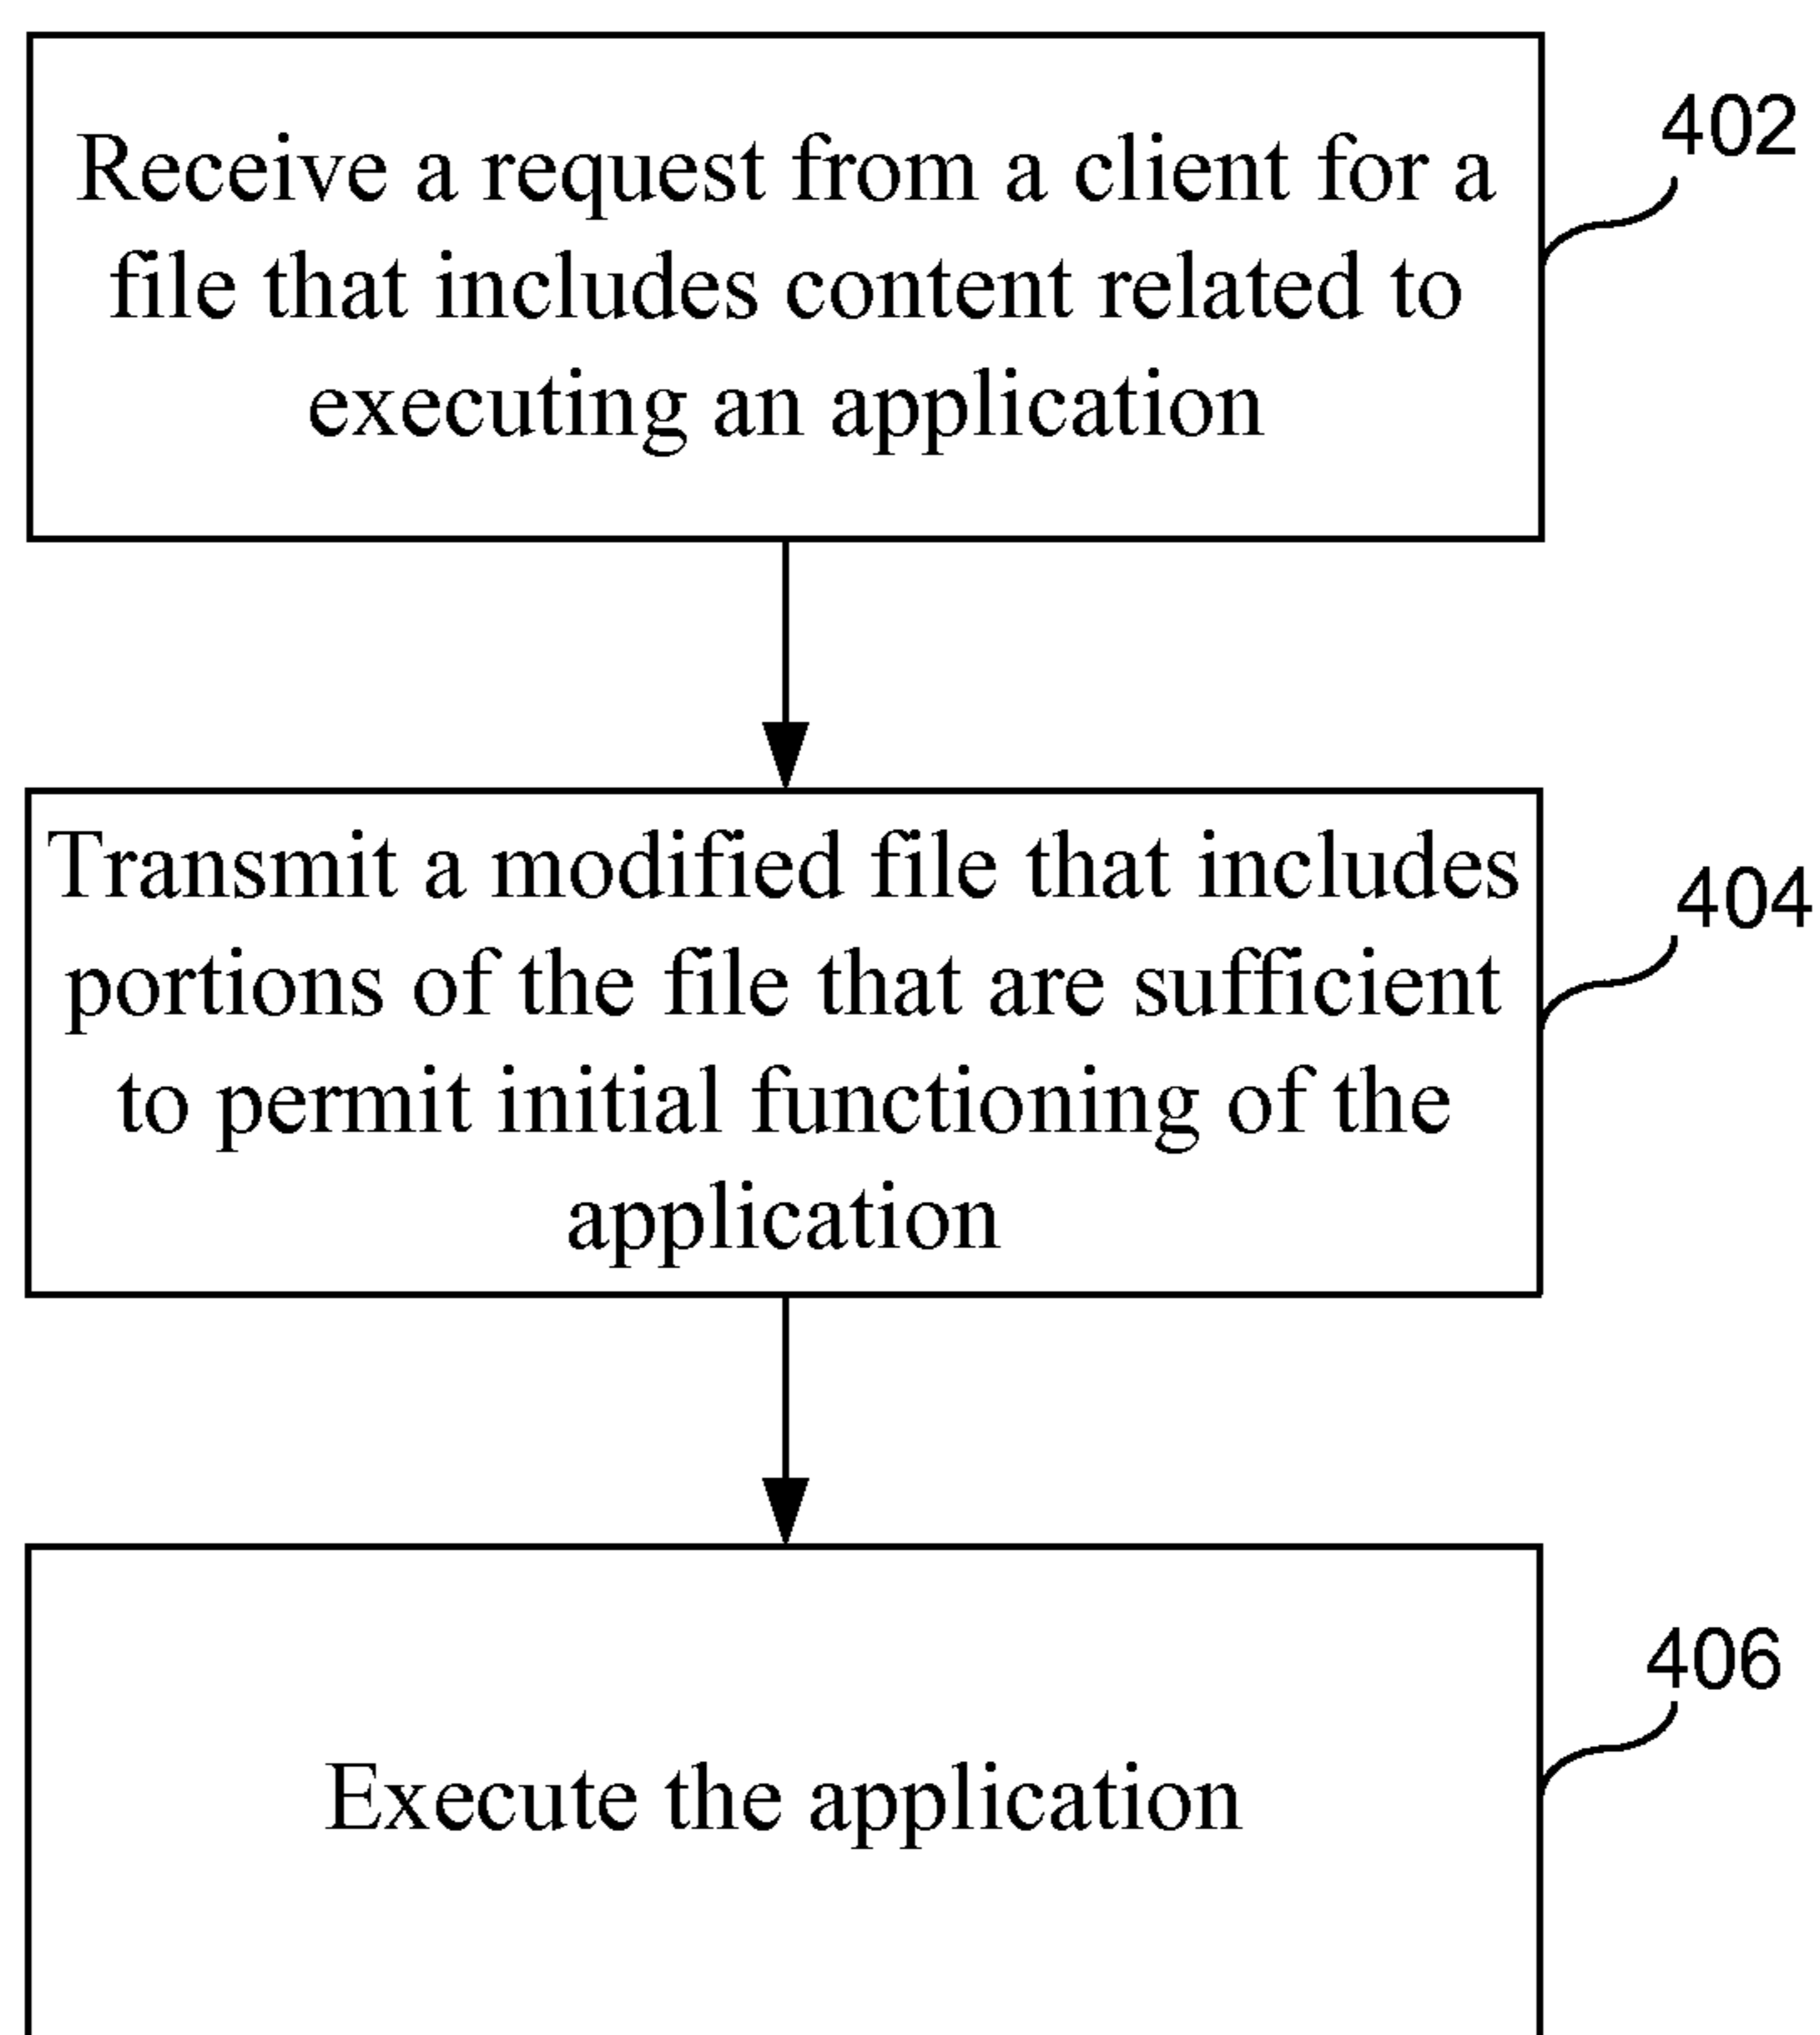 Receive a request from a client for a
file that includes content related to
executing an application
402
Transmit a modified file that includes
portions of the file that are sufficient
to permit initial functioning of the
application
404
Execute the application
406